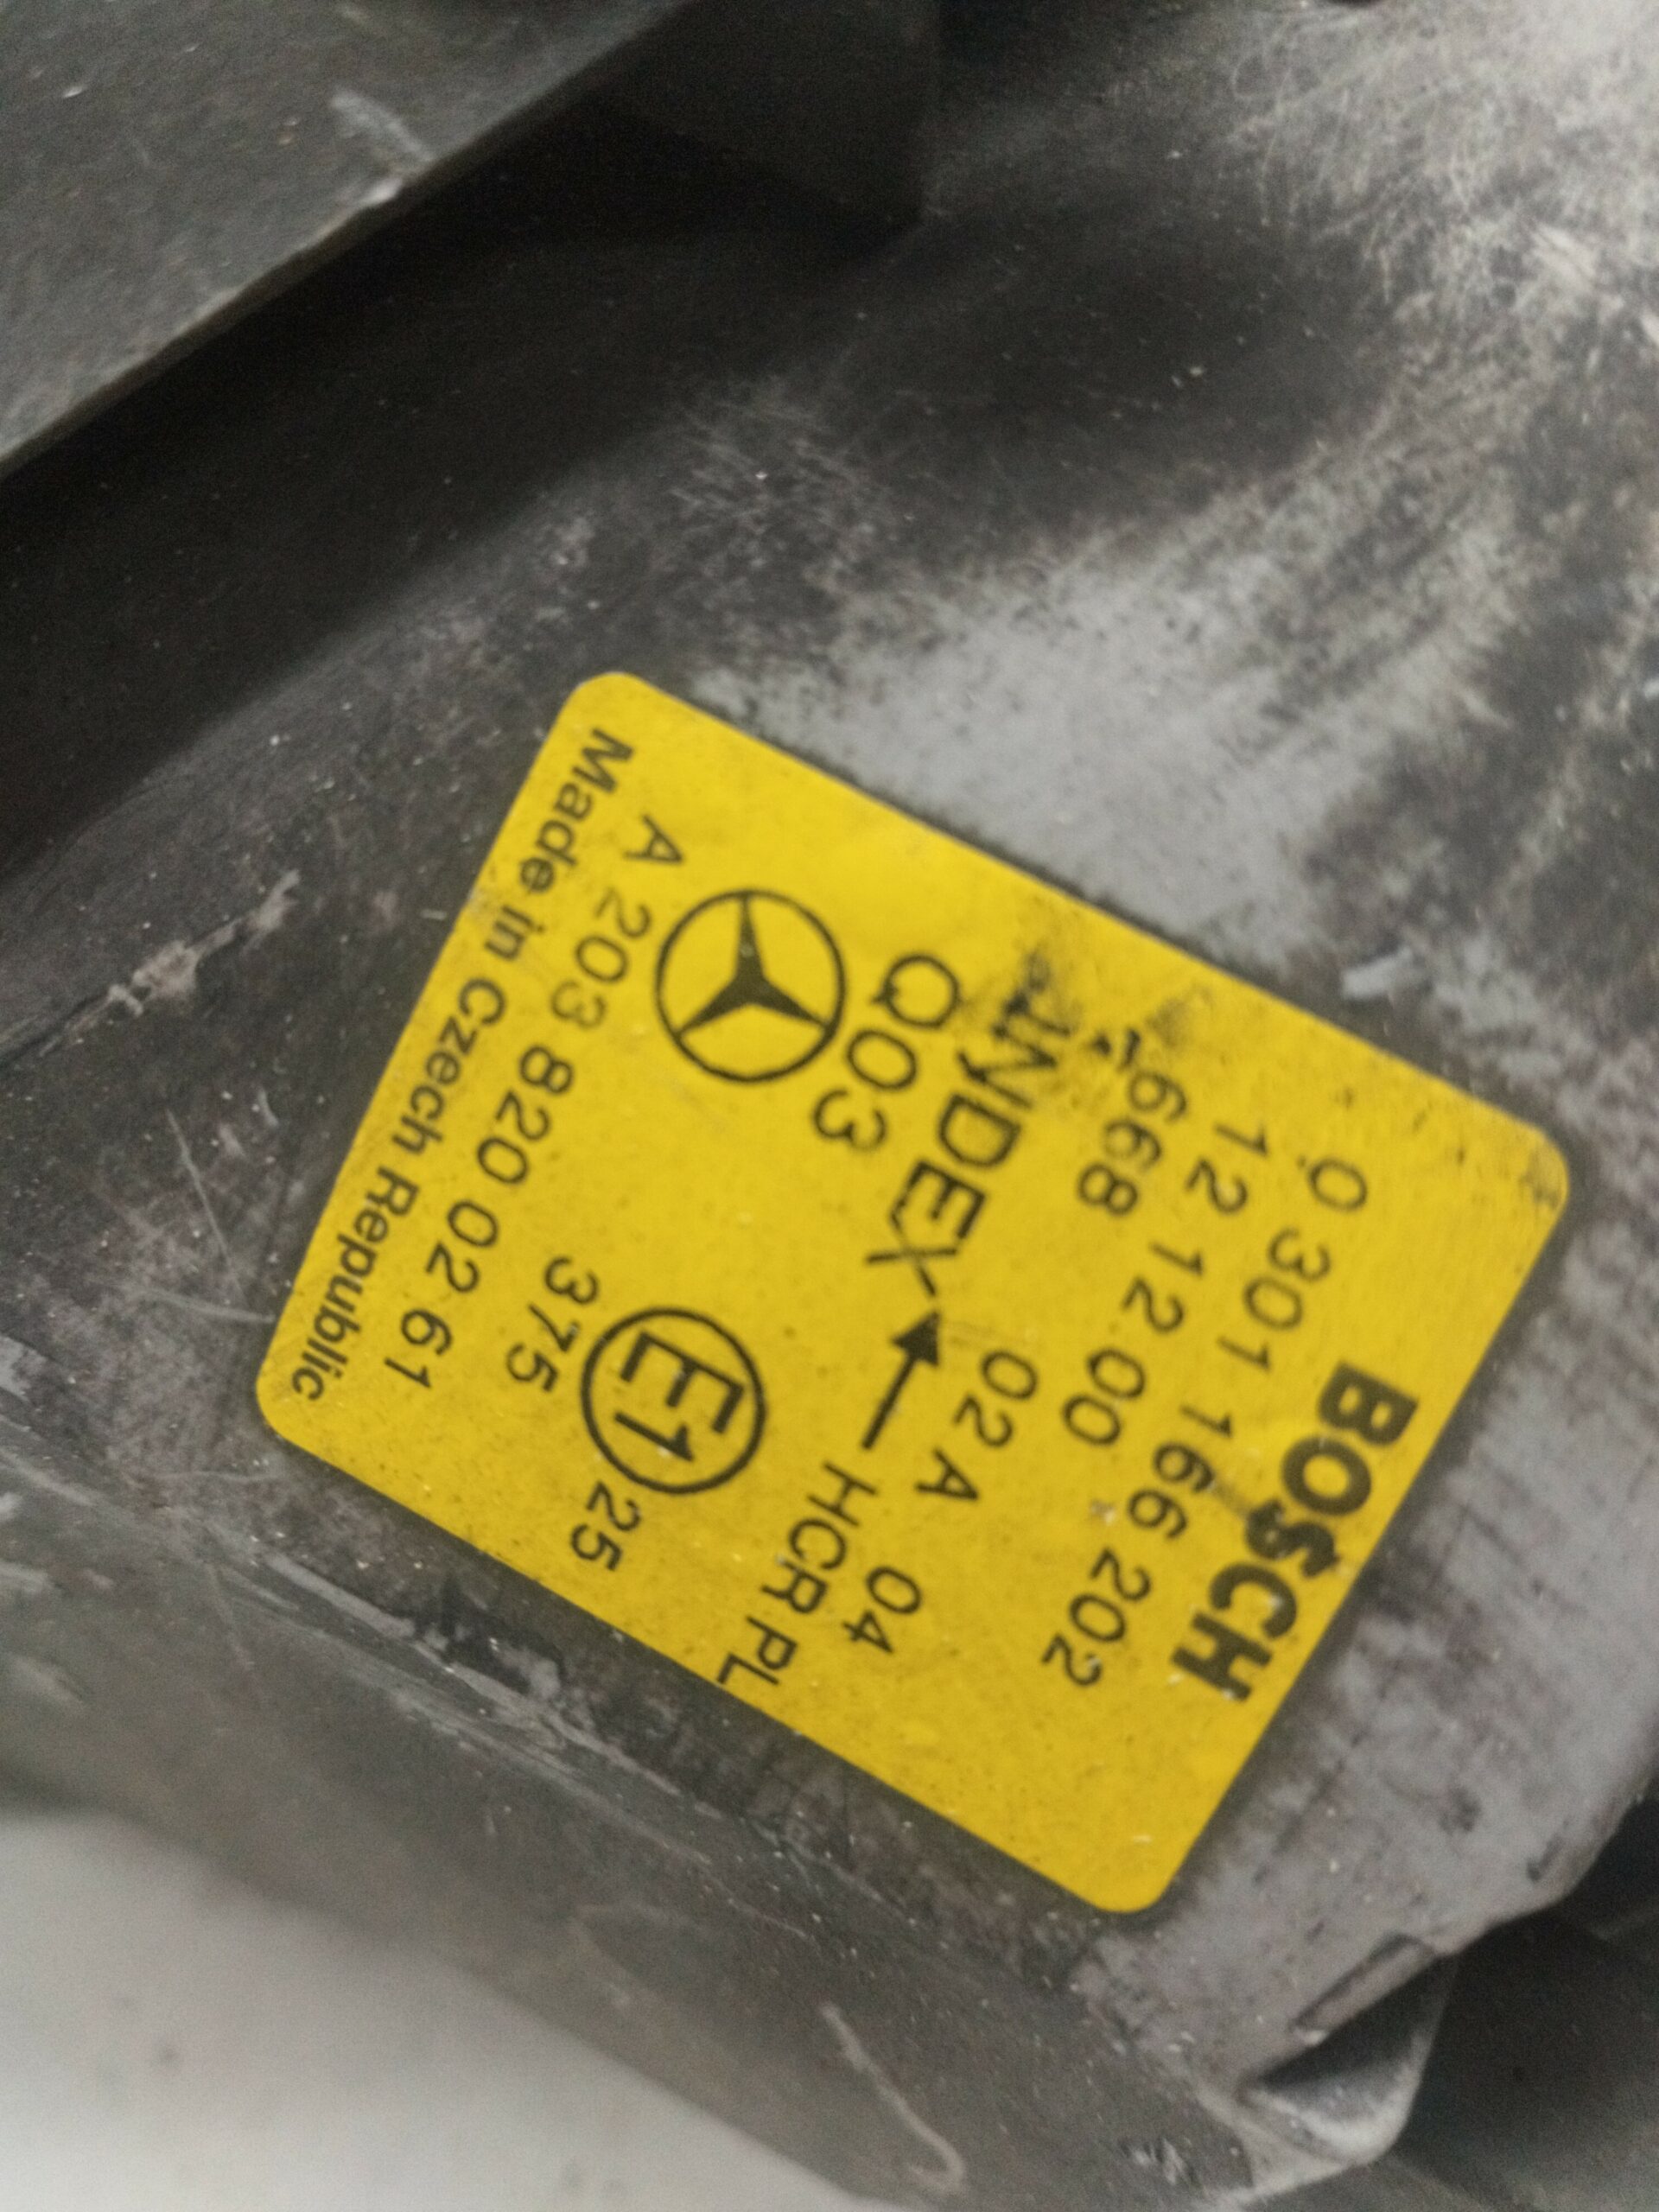 BOSCH
0 301 166 202
12 12 00
668 02 A 04
INDEX ← HCR PL
Q03
E1 25
375
A 203 820 02 61
Made in Czech Republic